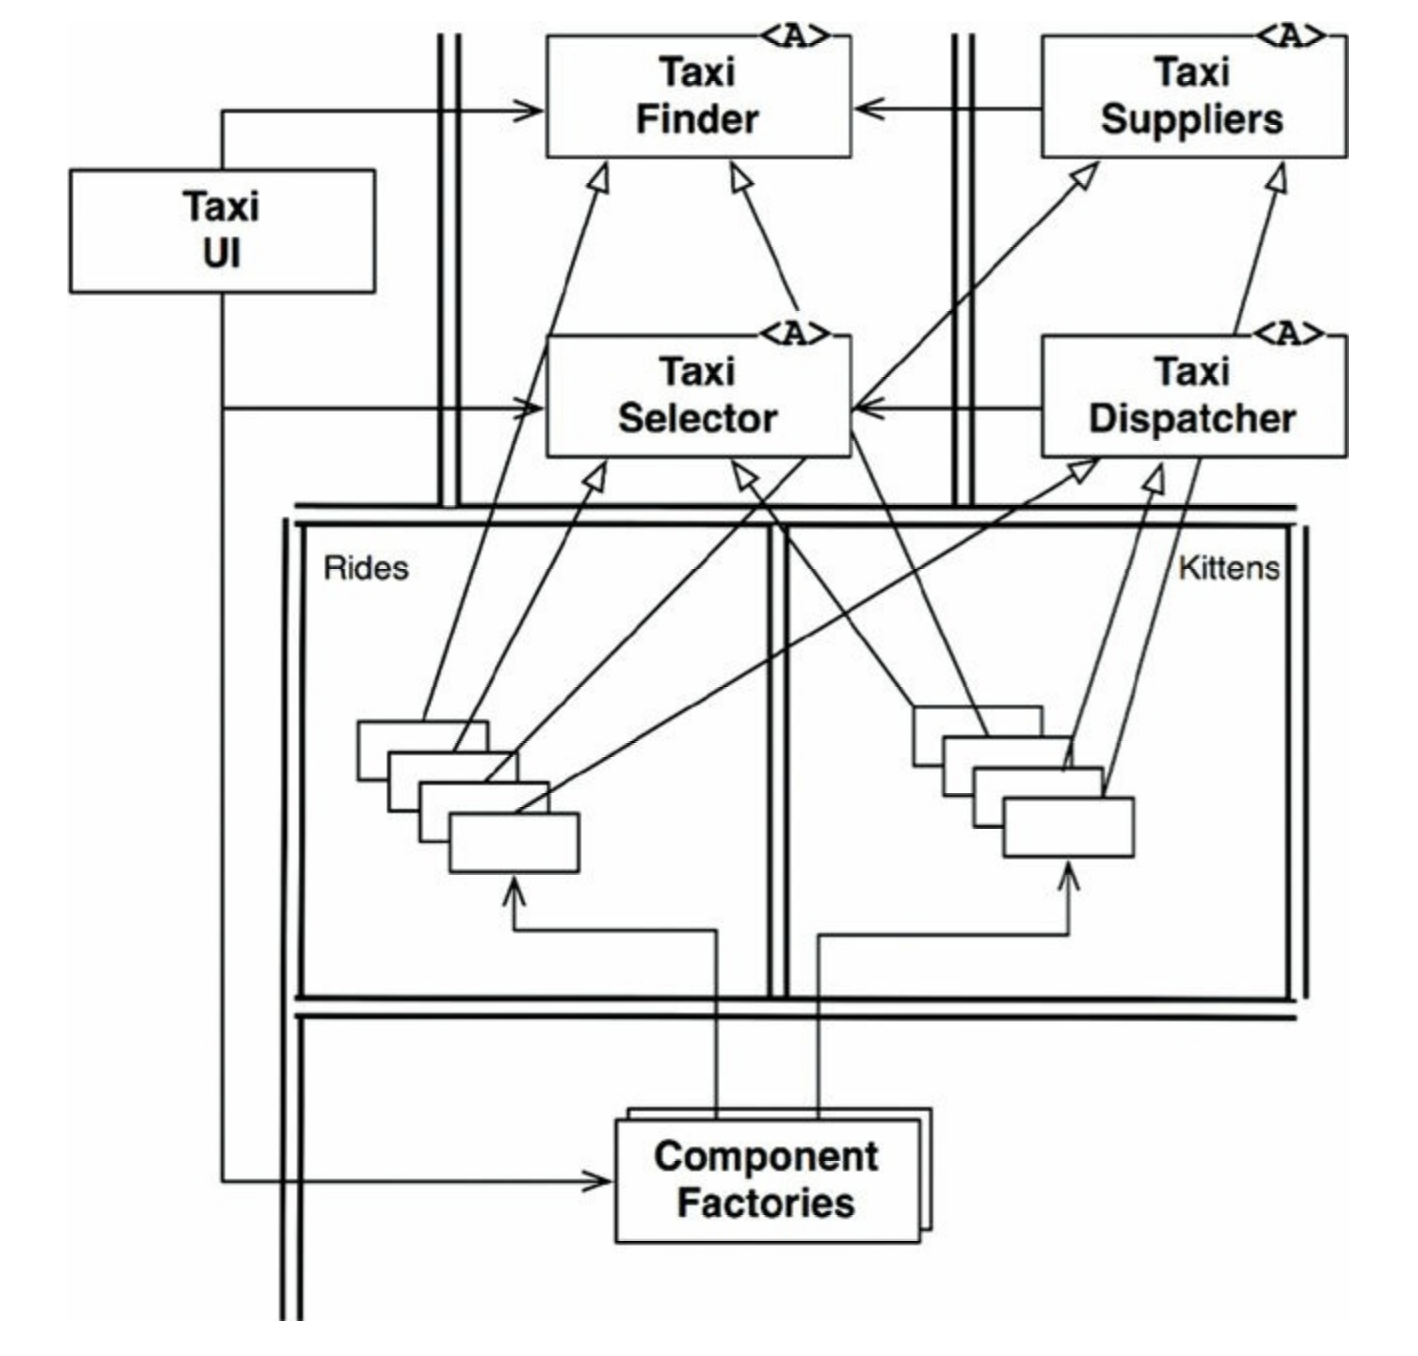 <A>
Taxi
Finder
<A>
Taxi
Suppliers
Taxi
UI
<A>
Taxi
Selector
<A>
Taxi
Dispatcher
Rides
Kittens
Component
Factories